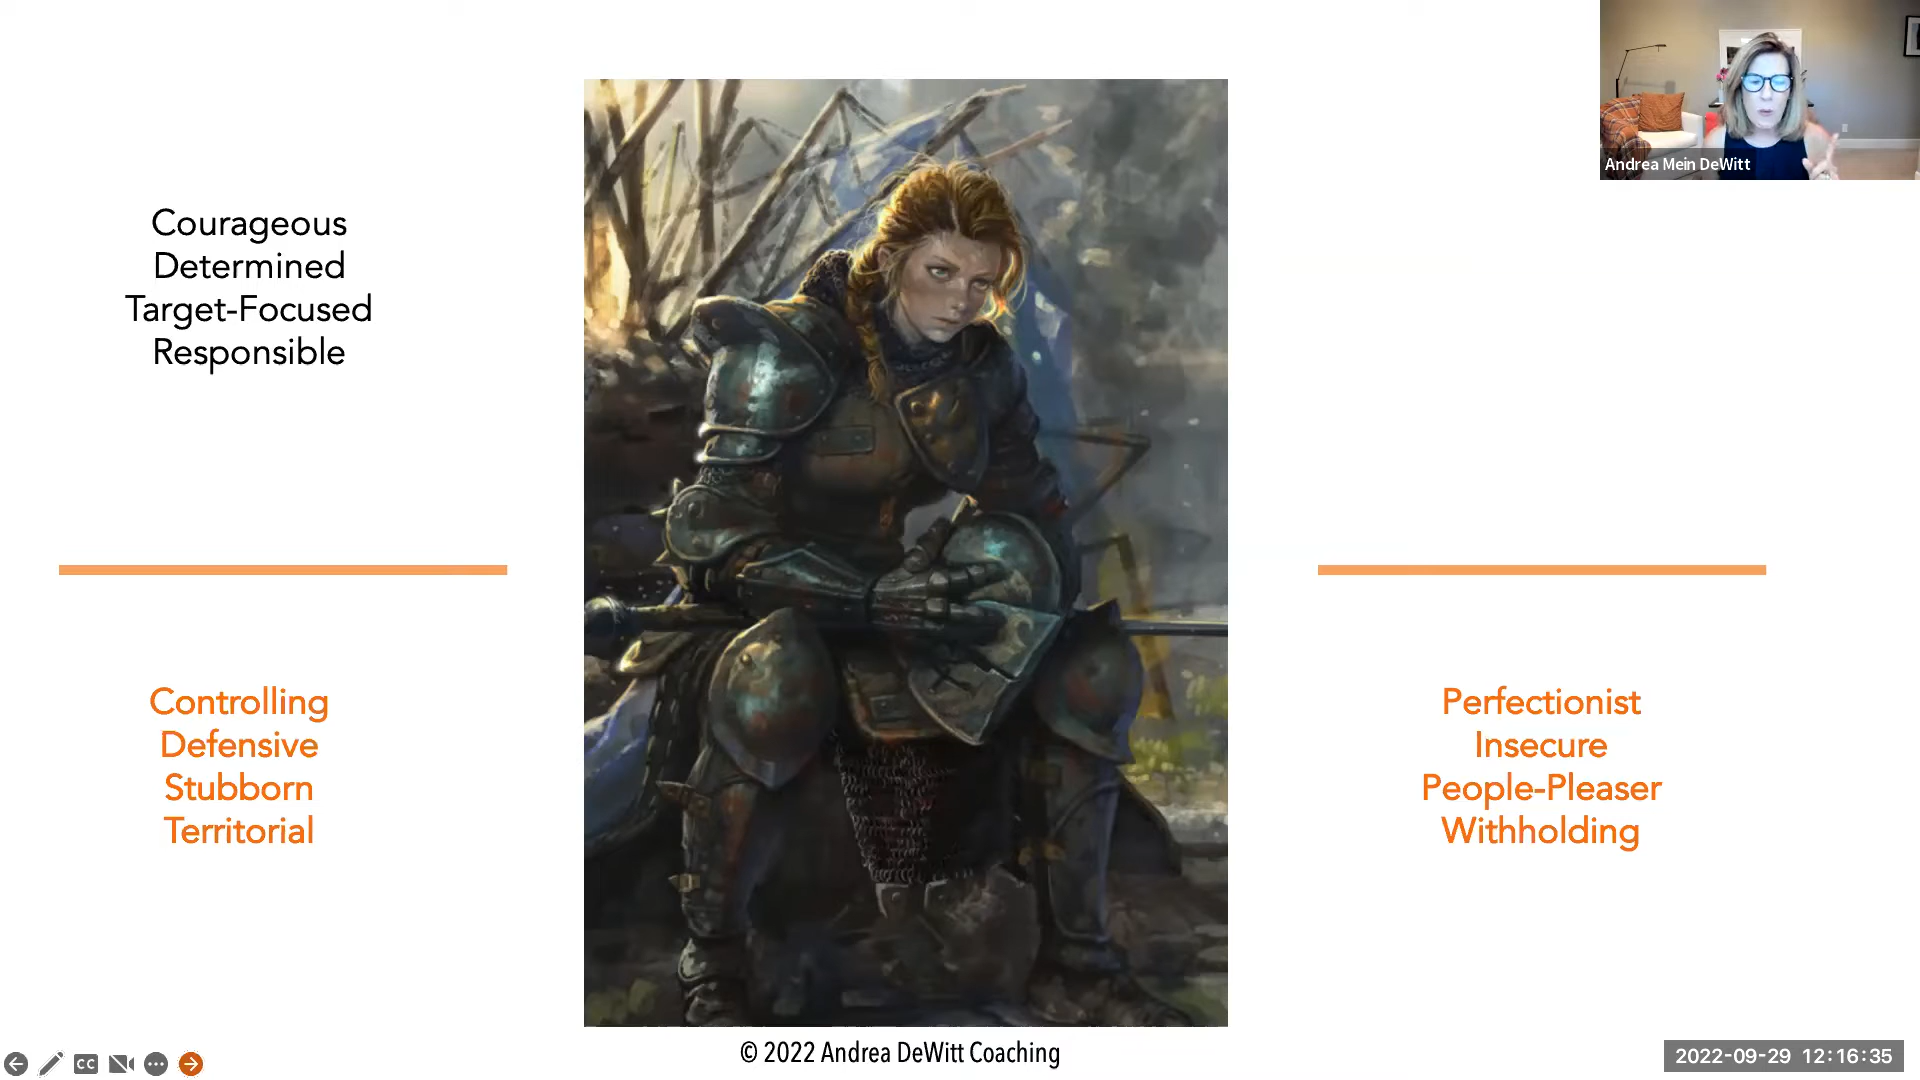 Andrea Mein DeWitt
Courageous
Determined
Target-Focused
Responsible
Controlling
Defensive
Stubborn
Territorial
Perfectionist
Insecure
People-Pleaser
Withholding
© 2022 Andrea DeWitt Coaching
CC
2022-09-29 12:16:35